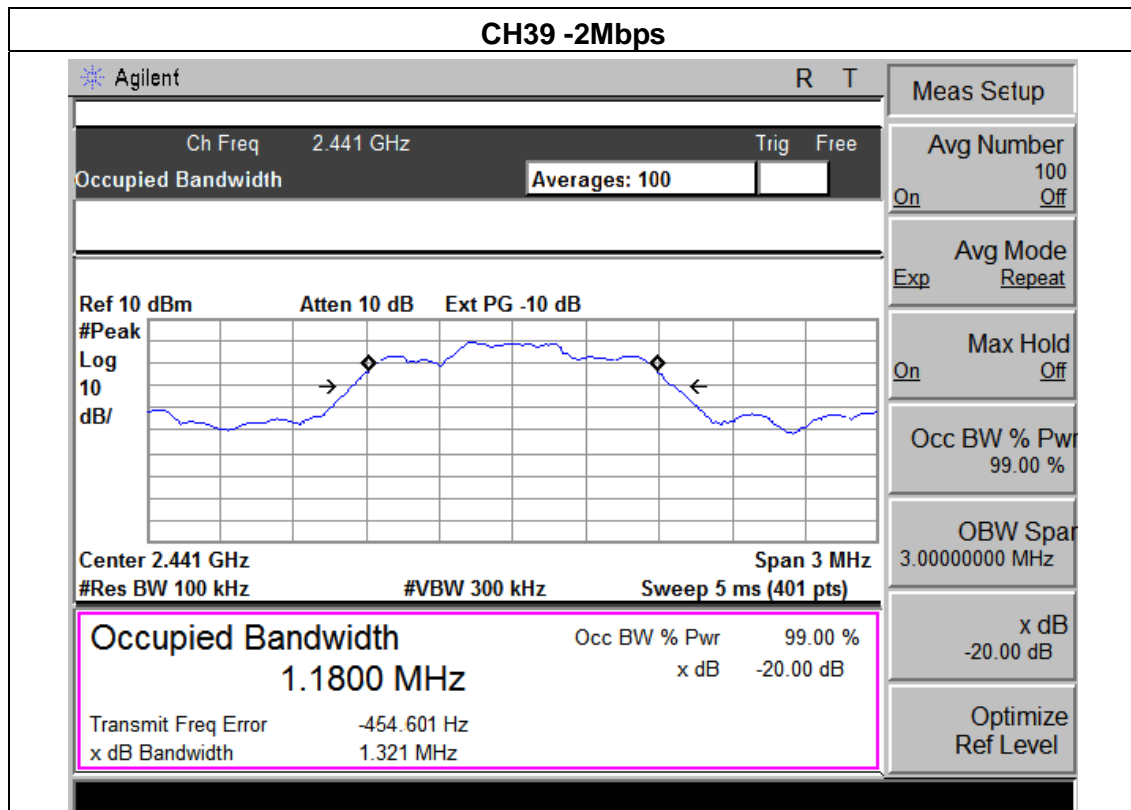 CH39 -2Mbps
Agilent R T
Ch Freq 2.441 GHz Trig Free
Occupied Bandwidth Averages: 100
Ref 10 dBm Atten 10 dB Ext PG -10 dB
#Peak
Log
10
dB/
Center 2.441 GHz Span 3 MHz
#Res BW 100 kHz #VBW 300 kHz Sweep 5 ms (401 pts)
Occupied Bandwidth Occ BW % Pwr 99.00 %
1.1800 MHz x dB -20.00 dB
Transmit Freq Error -454.601 Hz
x dB Bandwidth 1.321 MHz
Meas Setup
Avg Number
100
On Off
Avg Mode
Exp Repeat
Max Hold
On Off
Occ BW % Pwr
99.00 %
OBW Span
3.00000000 MHz
x dB
-20.00 dB
Optimize
Ref Level